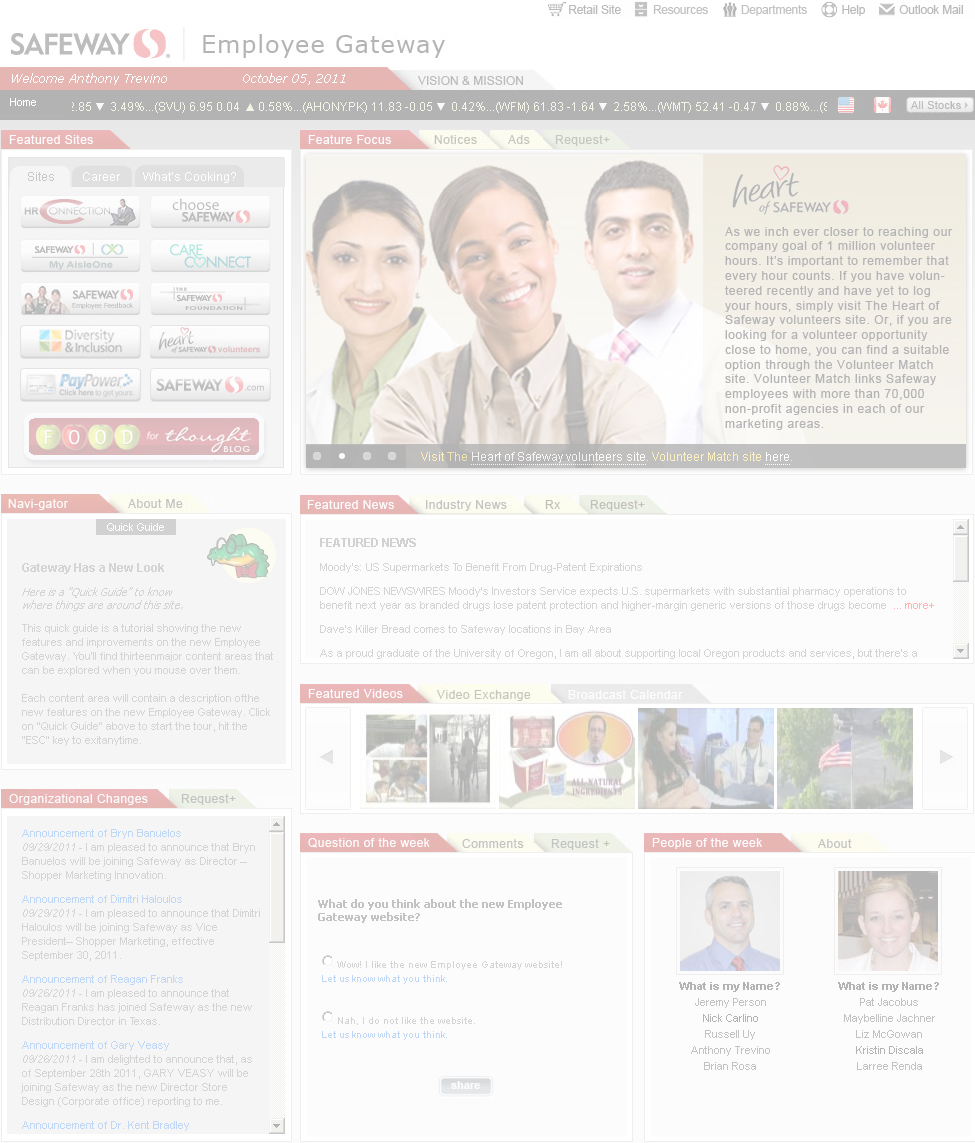 Retail Site Resources Departments Help Outlook Mail
SAFEWAY Employee Gateway
Welcome Anthony Trevino October 05, 2011 VISION & MISSION
Home 2.85 ▼ 3.49%...(SVU) 6.95 0.04 ▲ 0.58%...(AHONY.PK) 11.83 -0.05 ▼ 0.42%...(WFM) 61.83 -1.64 ▼ 2.58%...(WMT) 52.41 -0.47 ▼ 0.88%...( All Stocks
Featured Sites
Sites Career What's Cooking?
HR CONNECTION choose SAFEWAY
SAFEWAY My AisleOne CARE CONNECT
SAFEWAY Employee Feedback THE SAFEWAY FOUNDATION
Diversity & Inclusion heart of SAFEWAY volunteers
PayPower Click here to get yours. SAFEWAY.com
FOOD for thought BLOG
Feature Focus Notices Ads Request+
heart
of SAFEWAY
As we inch ever closer to reaching our
company goal of 1 million volunteer
hours. It's important to remember that
every hour counts. If you have volun-
teered recently and have yet to log
your hours, simply visit The Heart of
Safeway volunteers site. Or, if you are
looking for a volunteer opportunity
close to home, you can find a suitable
option through the Volunteer Match
site. Volunteer Match links Safeway
employees with more than 70,000
non-profit agencies in each of our
marketing areas.
Visit The Heart of Safeway volunteers site. Volunteer Match site here.
Navi-gator About Me
Quick Guide
Gateway Has a New Look
Here is a "Quick Guide" to know
where things are around this site.
This quick guide is a tutorial showing the new
features and improvements on the new Employee
Gateway. You'll find thirteenmajor content areas that
can be explored when you mouse over them.
Each content area will contain a description ofthe
new features on the new Employee Gateway. Click
on "Quick Guide" above to start the tour, hit the
"ESC" key to exitanytime.
Featured News Industry News Rx Request+
FEATURED NEWS
Moody's: US Supermarkets To Benefit From Drug-Patent Expirations
DOW JONES NEWSWIRES Moody's Investors Service expects U.S. supermarkets with substantial pharmacy operations to
benefit next year as branded drugs lose patent protection and higher-margin generic versions of those drugs become ... more+
Dave's Killer Bread comes to Safeway locations in Bay Area
As a proud graduate of the University of Oregon, I am all about supporting local Oregon products and services, but there's a
Featured Videos Video Exchange Broadcast Calendar
ALL-NATURAL
INGREDIENTS
Organizational Changes Request+
Announcement of Bryn Banuelos
09/29/2011 - I am pleased to announce that Bryn
Banuelos will be joining Safeway as Director –
Shopper Marketing Innovation.
Announcement of Dimitri Haloulos
09/29/2011 - I am pleased to announce that Dimitri
Haloulos will be joining Safeway as Vice
President– Shopper Marketing, effective
September 30, 2011.
Announcement of Reagan Franks
09/26/2011 - I am pleased to announce that
Reagan Franks has joined Safeway as the new
Distribution Director in Texas.
Announcement of Gary Veasy
09/26/2011 - I am delighted to announce that, as
of September 28th 2011, GARY VEASY will be
joining Safeway as the new Director Store
Design (Corporate office) reporting to me.
Announcement of Dr. Kent Bradley
Question of the week Comments Request +
What do you think about the new Employee
Gateway website?
Wow! I like the new Employee Gateway website!
Let us know what you think.
Nah, I do not like the website.
Let us know what you think.
share
People of the week About
What is my Name? What is my Name?
Jeremy Person Pat Jacobus
Nick Carlino Maybelline Jachner
Russell Uy Liz McGowan
Anthony Trevino Kristin Discala
Brian Rosa Larree Renda